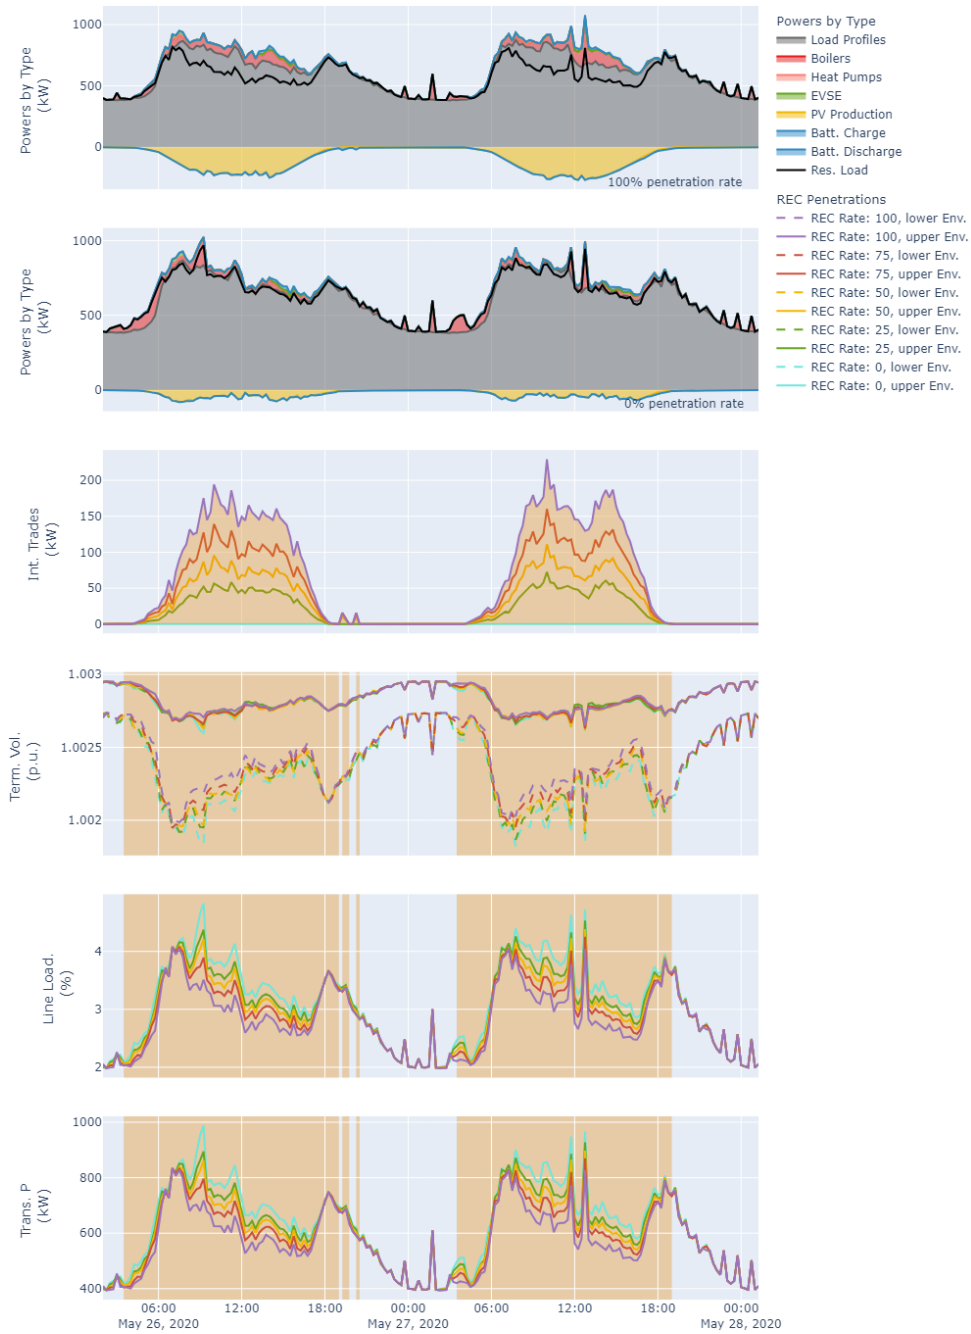 Powers by Type
(kW)
1000
500
0
100% penetration rate
Powers by Type
Load Profiles
Boilers
Heat Pumps
EVSE
PV Production
Batt. Charge
Batt. Discharge
Res. Load
REC Penetrations
REC Rate: 100, lower Env.
REC Rate: 100, upper Env.
REC Rate: 75, lower Env.
REC Rate: 75, upper Env.
REC Rate: 50, lower Env.
REC Rate: 50, upper Env.
REC Rate: 25, lower Env.
REC Rate: 25, upper Env.
REC Rate: 0, lower Env.
REC Rate: 0, upper Env.
Powers by Type
(kW)
1000
500
0
0% penetration rate
Int. Trades
(kW)
200
150
100
50
0
Term. Vol.
(p.u.)
1.003
1.0025
1.002
Line Load.
(%)
4
3
2
Trans. P
(kW)
1000
800
600
400
06:00 12:00 18:00 00:00 06:00 12:00 18:00 00:00
May 26, 2020 May 27, 2020 May 28, 2020